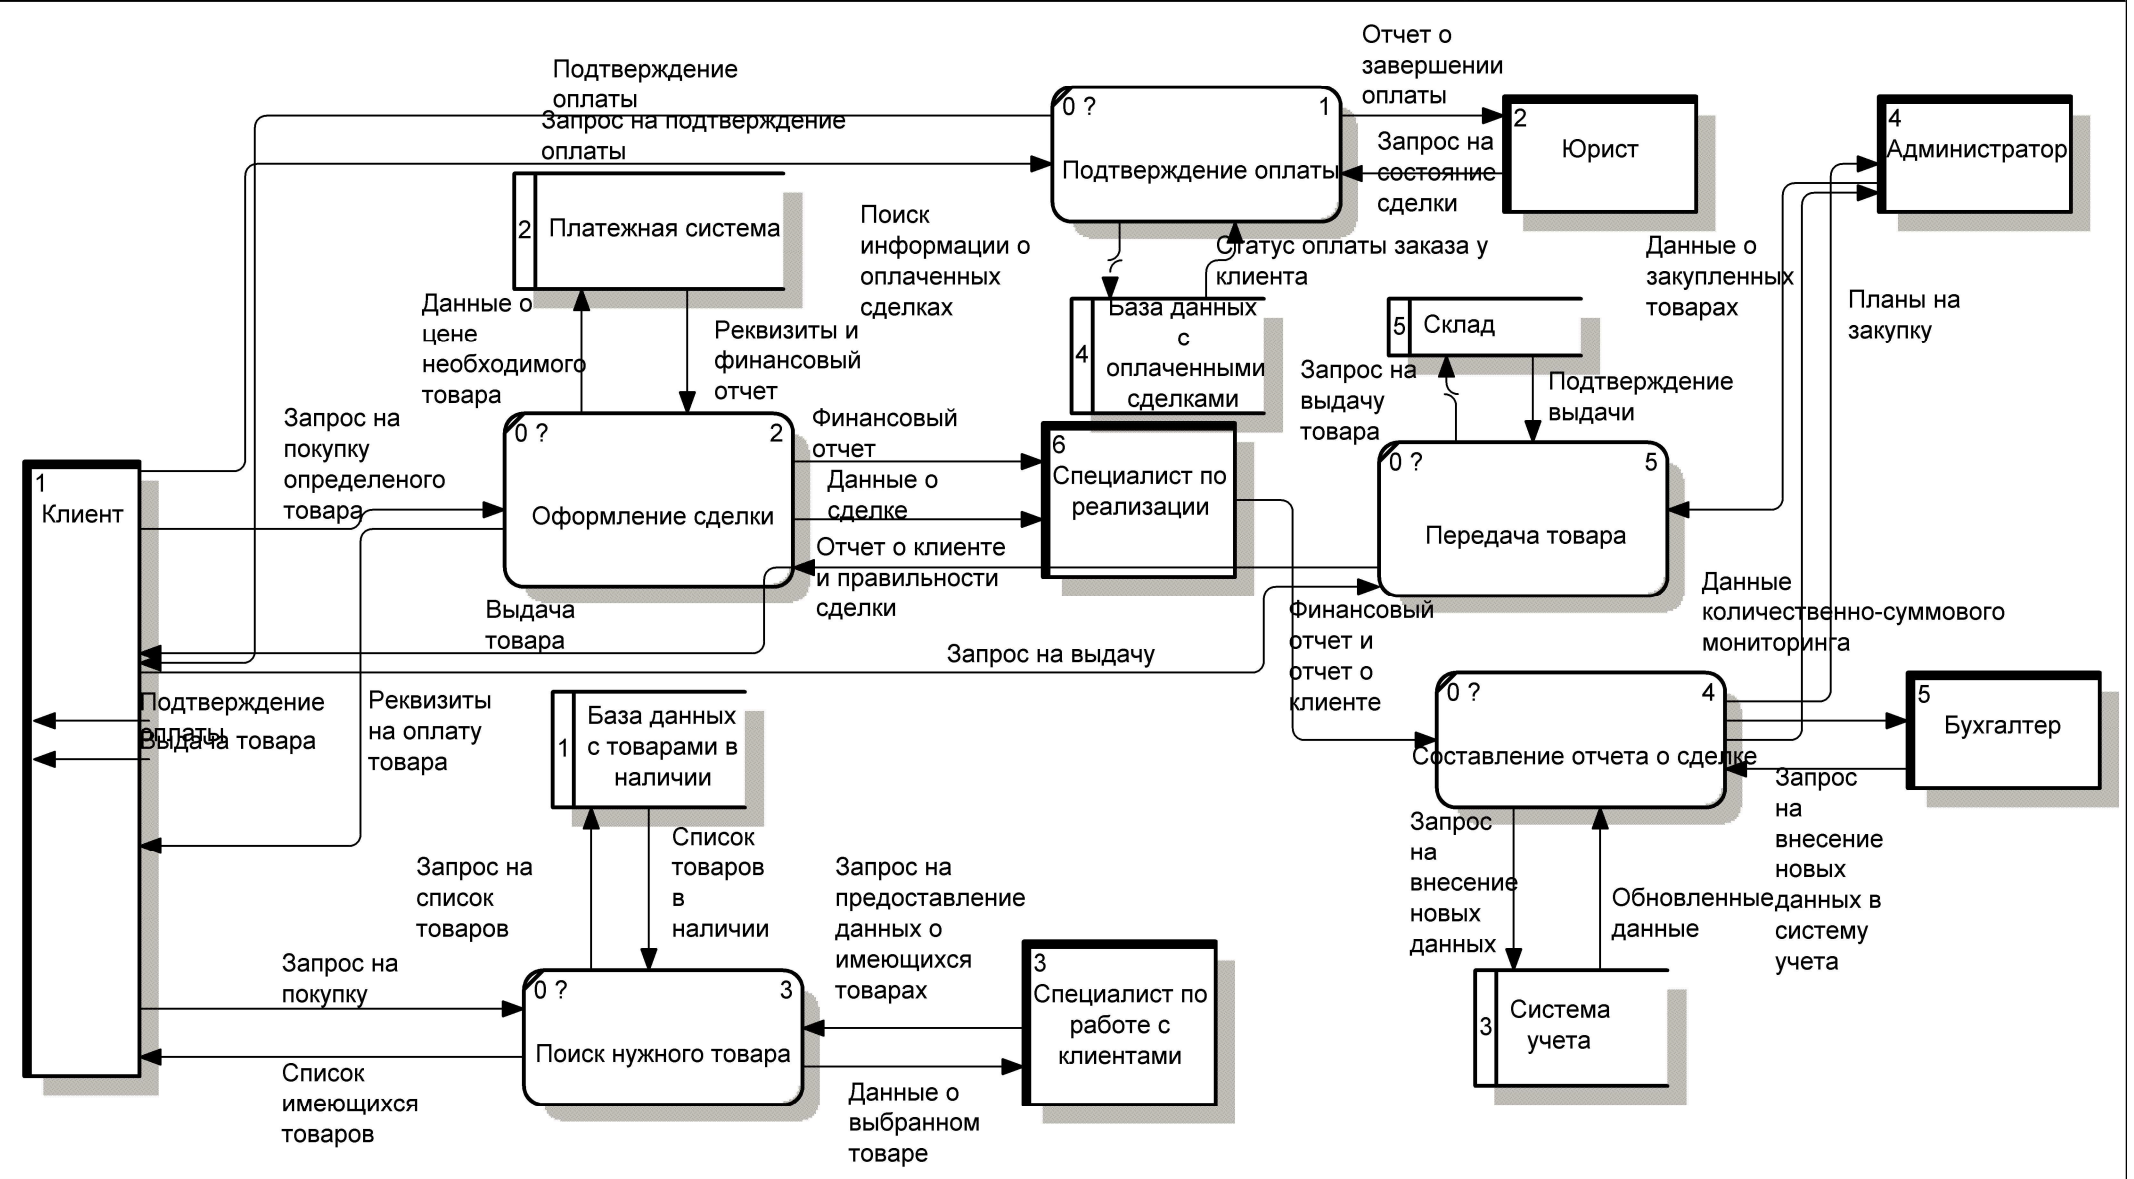 Подтверждение
оплаты
Запрос на подтверждение
оплаты
0 ?
1
Подтверждение оплаты
Отчет о
завершении
оплаты
Запрос на
состояние
сделки
2
Юрист
4
Администратор
2
Платежная система
Поиск
информации о
оплаченных
сделках
Статус оплаты заказа у
клиента
Данные о
закупленных
товарах
Планы на
закупку
Данные о
цене
необходимого
товара
Реквизиты и
финансовый
отчет
4
База данных
с
оплаченными
сделками
5
Склад
Запрос на
выдачу
товара
Подтверждение
выдачи
Запрос на
покупку
определеного
товара
0 ?
2
Оформление сделки
Финансовый
отчет
Данные о
сделке
Отчет о клиенте
и правильности
сделки
6
Специалист по
реализации
0 ?
5
Передача товара
1
Клиент
Выдача
товара
Запрос на выдачу
Финансовый
отчет и
отчет о
клиенте
Данные
количественно-суммового
мониторинга
Подтверждение
оплаты
Выдача товара
Реквизиты
на оплату
товара
1
База данных
с товарами в
наличии
0 ?
4
Составление отчета о сделке
5
Бухгалтер
Запрос на
список
товаров
Список
товаров
в
наличии
Запрос на
предоставление
данных о
имеющихся
товарах
Запрос
на
внесение
новых
данных
Обновленные
данные
Запрос
на
внесение
новых
данных в
систему
учета
Запрос на
покупку
0 ?
3
Поиск нужного товара
3
Специалист по
работе с
клиентами
3
Система
учета
Список
имеющихся
товаров
Данные о
выбранном
товаре